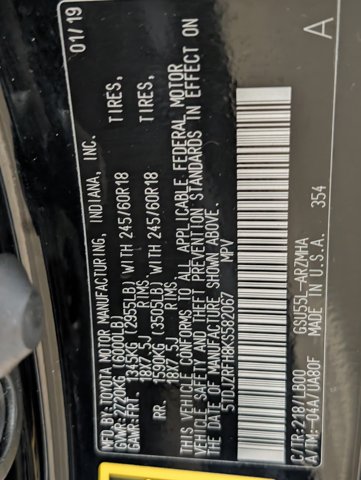 MFD.BY: TOYOTA MOTOR MANUFACTURING, INDIANA, INC. 01/19
GVWR: 2720KG (6000LB)
GAWR:FRT. 1345KG (2955LB) WITH 245/60R18 TIRES,
18X7.5J RIMS
RR. 1590KG (3505LB) WITH 245/60R18 TIRES,
18X7.5J RIMS
THIS VEHICLE CONFORMS TO ALL APPLICABLE FEDERAL MOTOR
VEHICLE SAFETY AND THEFT PREVENTION STANDARDS IN EFFECT ON
THE DATE OF MANUFACTURE SHOWN ABOVE.
5TDJZRFH8KS582067 MPV
C/TR:218/LB00 GSU55L-ARZMHA A
A/TM:-04A/UA80F MADE IN U.S.A. 354